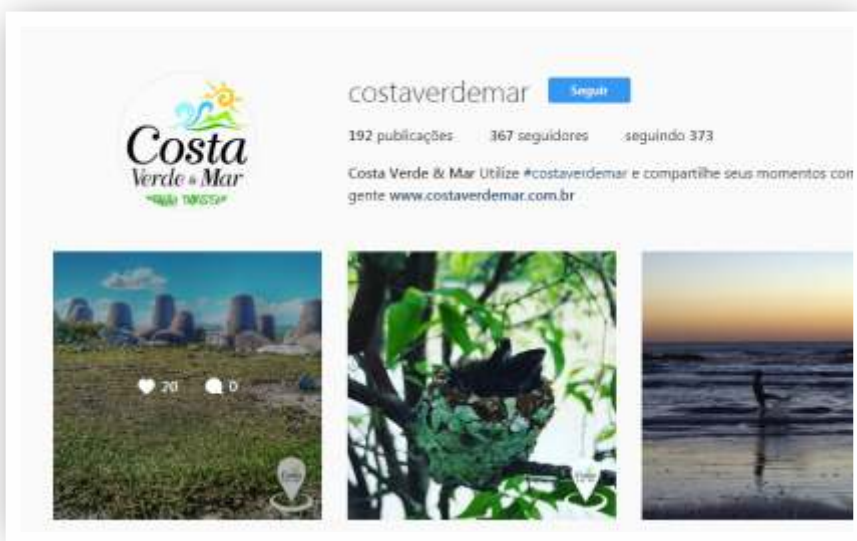 costaverdemar Seguir
192 publicações 367 seguidores seguindo 373
Costa Verde & Mar Utilize #costaverdemar e compartilhe seus momentos com
gente www.costaverdemar.com.br
Costa
Verde & Mar
20 0